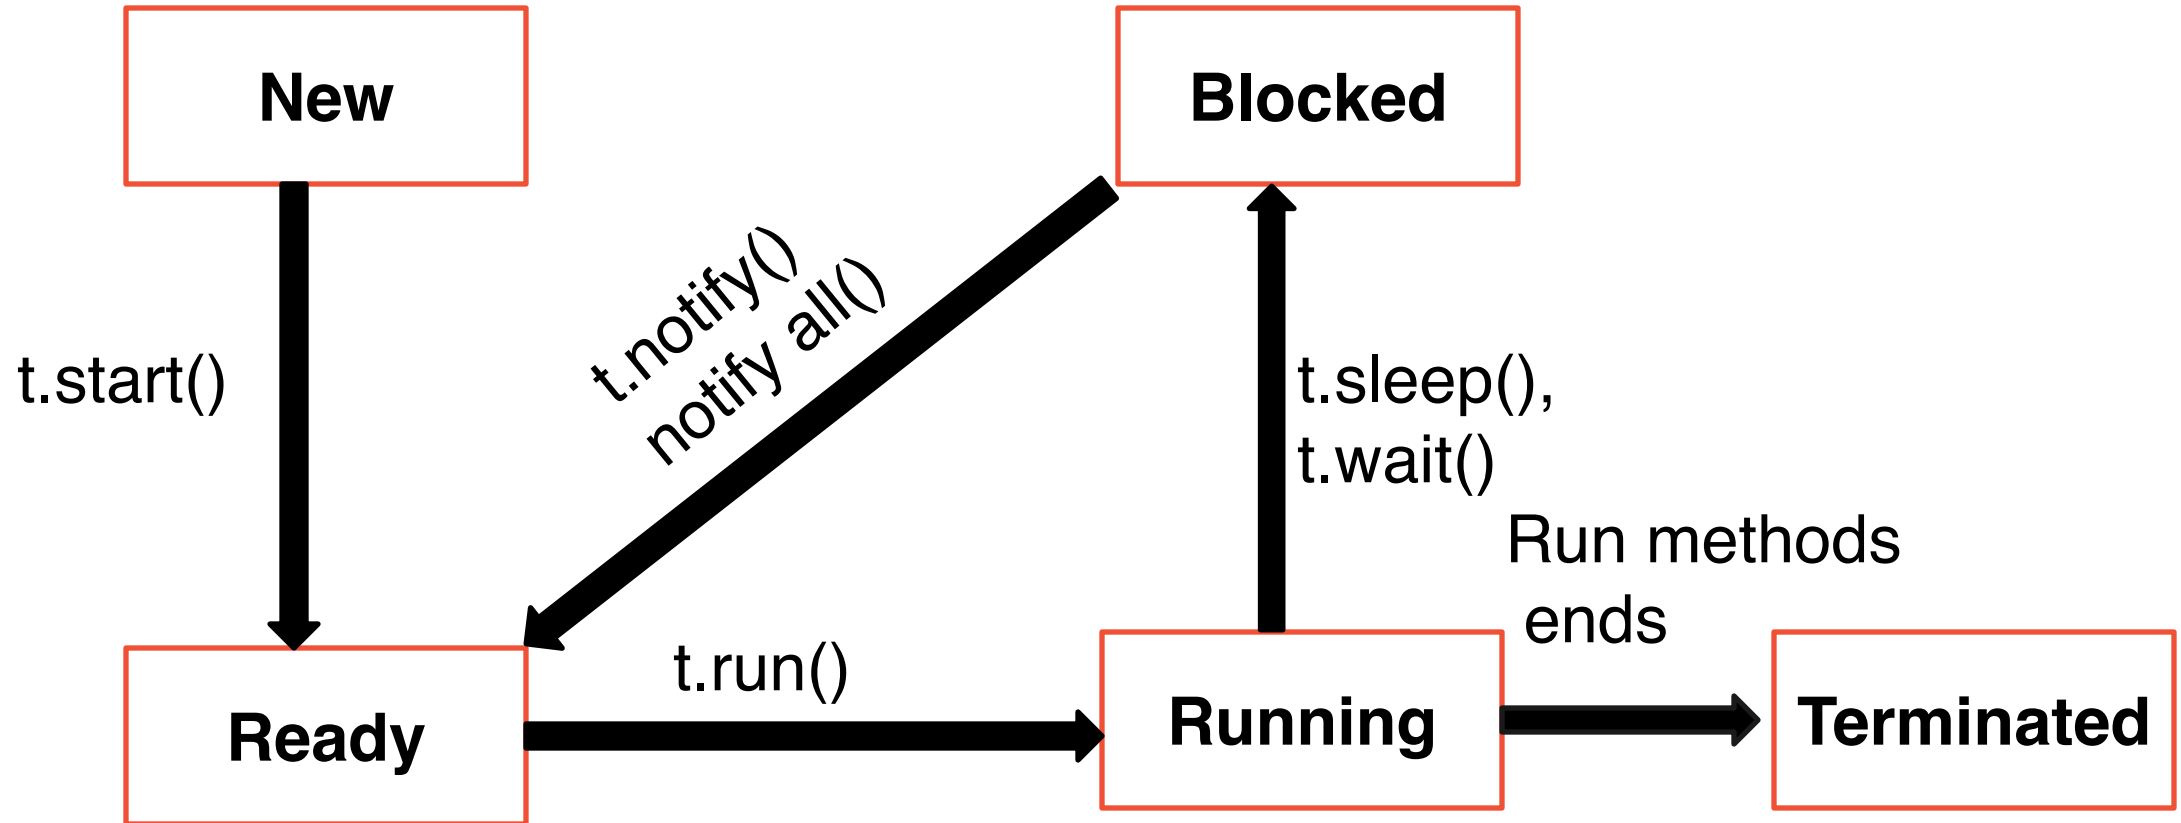 New
Blocked
t.notify()
notify all()
t.start()
t.sleep(),
t.wait()
Run methods
ends
t.run()
Ready
Running
Terminated